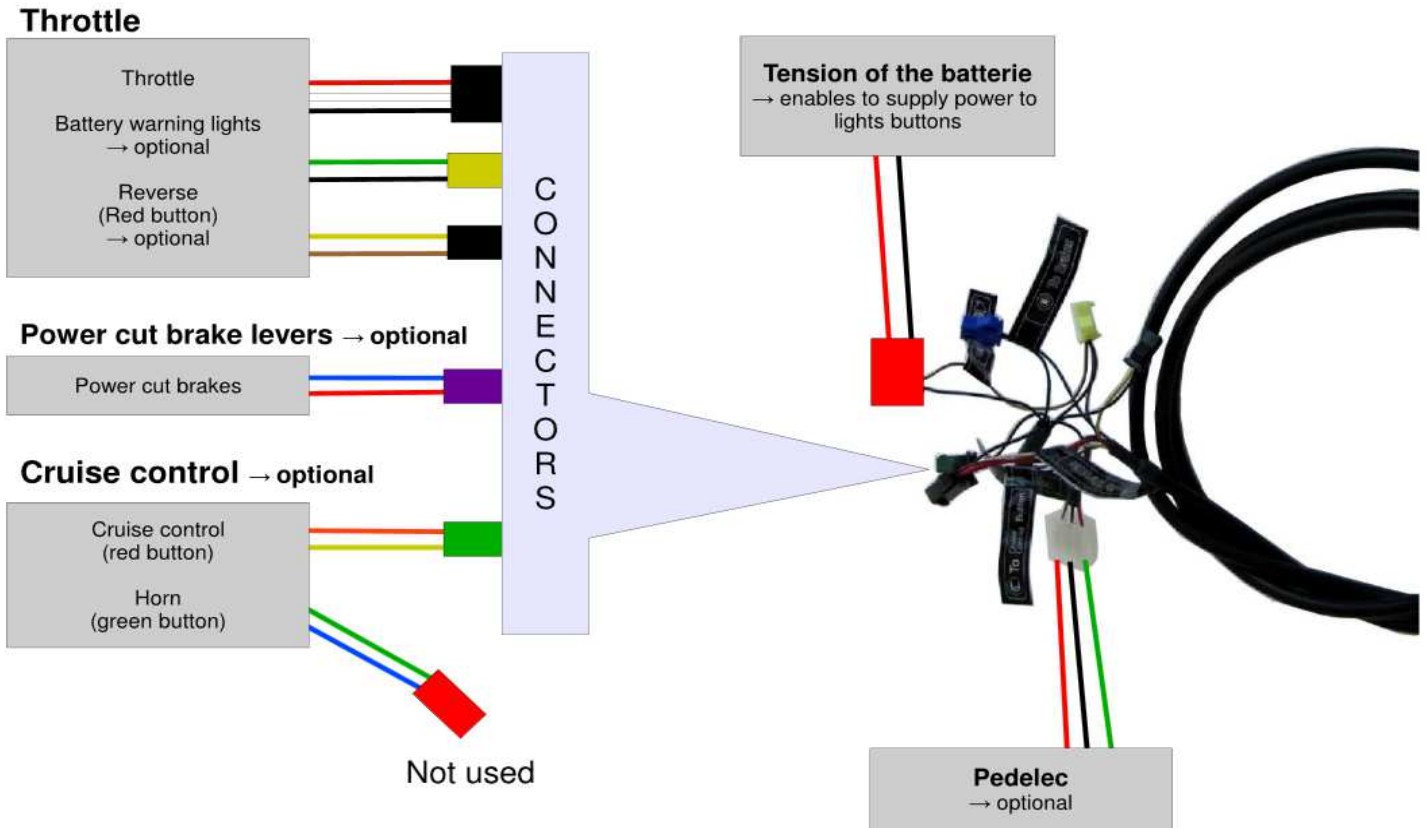 Throttle
Throttle
Battery warning lights
→ optional
Reverse
(Red button)
→ optional
Power cut brake levers → optional
Power cut brakes
Cruise control → optional
Cruise control
(red button)
Horn
(green button)
Not used
CONNECTORS
Tension of the batterie
→ enables to supply power to
lights buttons
Pedelec
→ optional